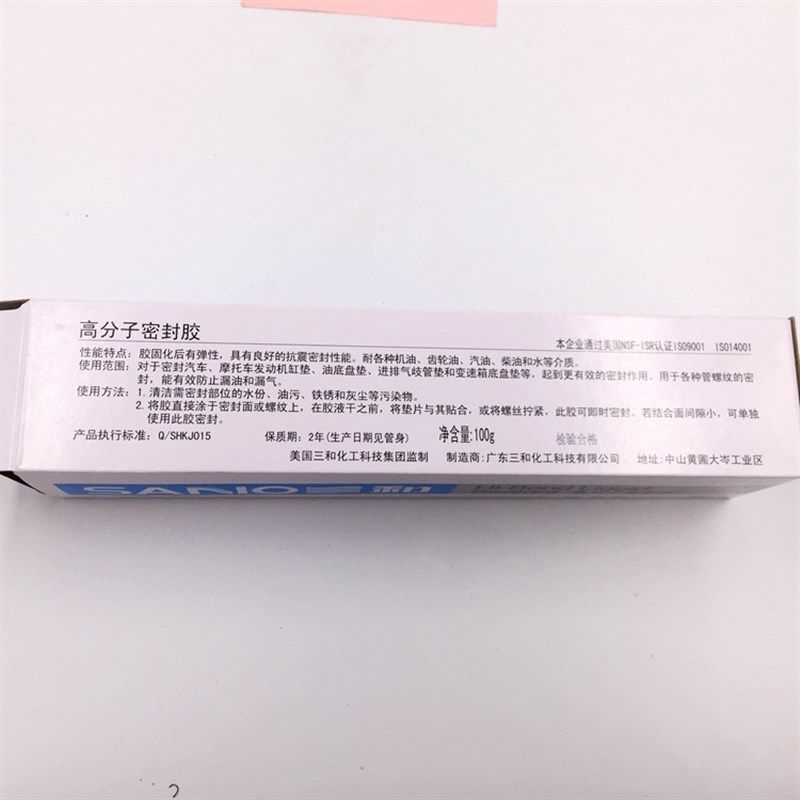 高分子密封胶
本企业通过美国NSF-ISR认证ISO9001 ISO14001
性能特点：胶固化后有弹性，具有良好的抗震密封性能。耐各种机油、齿轮油、汽油、柴油和水等介质。
使用范围：对于密封汽车、摩托车发动机缸垫、油底盘垫、进排气歧管垫和变速箱底盘垫等，起到更有效的密封作用。用于各种管螺纹的密
封，能有效防止漏油和漏气。
使用方法：1.清洁需密封部位的水份、油污、铁锈和灰尘等污染物。
2.将胶直接涂于密封面或螺纹上，在胶液干之前，将垫片与其贴合，或将螺丝拧紧，此胶可即时密封。若结合面间隙小，可单独
使用此胶密封。
产品执行标准：Q/SHKJ015 保质期：2年(生产日期见管身) 净含量:100g 检验合格
美国三和化工科技集团监制 制造商:广东三和化工科技有限公司 地址:中山黄圃大岑工业区
SANVO三和